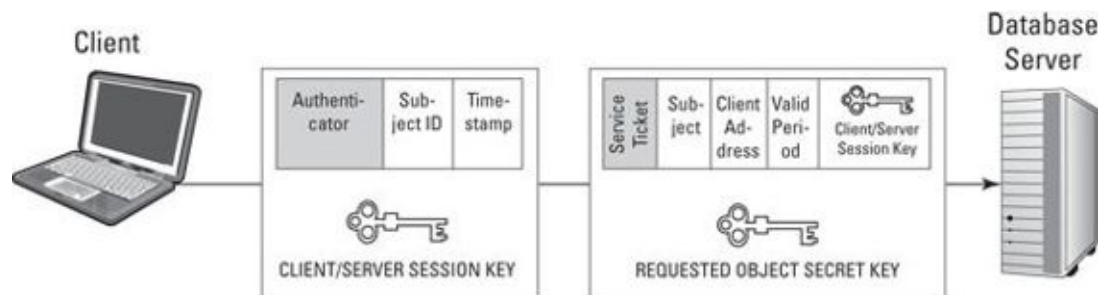 Client
Database
Server
Authenti-
cator
Sub-
ject ID
Time-
stamp
Service
Ticket
Sub-
ject
Client
Ad-
dress
Valid
Peri-
od
Client/Server
Session Key
CLIENT/SERVER SESSION KEY
REQUESTED OBJECT SECRET KEY